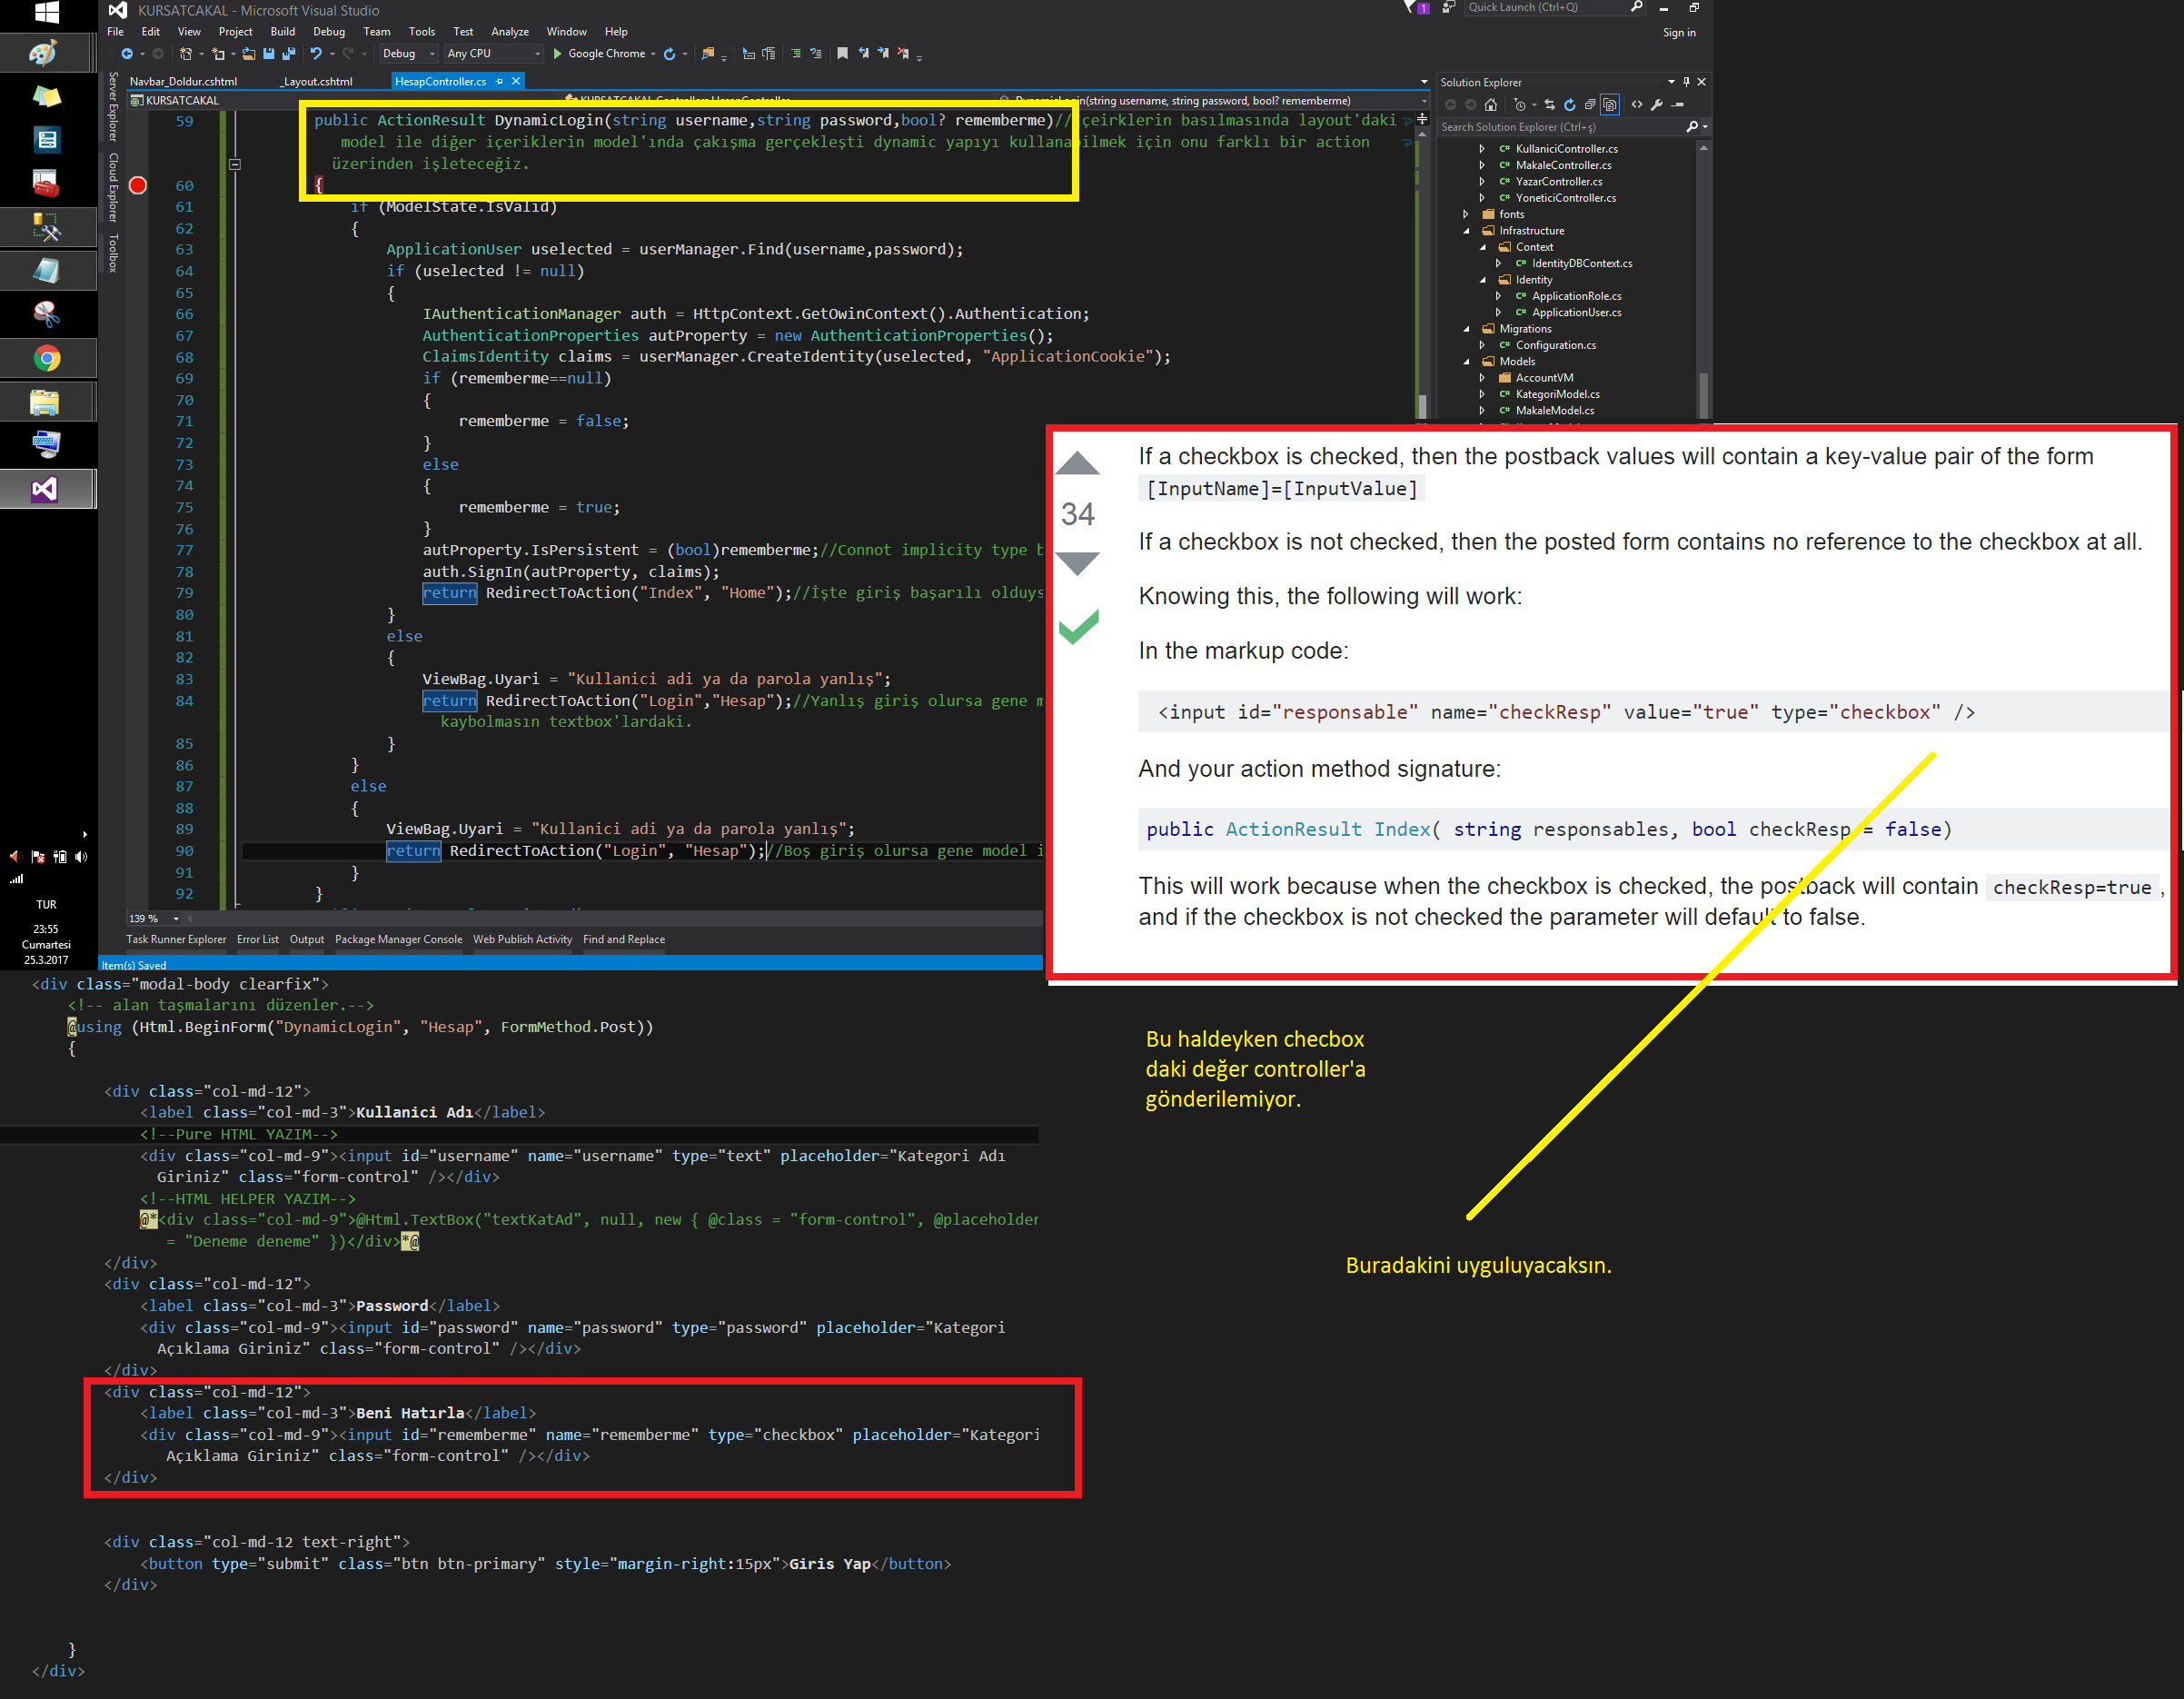 KURSATCAKAL - Microsoft Visual Studio
1
Quick Launch (Ctrl+Q)
File Edit View Project Build Debug Team Tools Test Analyze Window Help
Sign in
Debug Any CPU Google Chrome
Server Explorer
Cloud Explorer
Toolbox
Navbar_Doldur.cshtml _Layout.cshtml HesapController.cs
KURSATCAKAL KURSATCAKAL.Controllers.HesapController DynamicLogin(string username, string password, bool? rememberme)
59 public ActionResult DynamicLogin(string username,string password,bool? rememberme)//İçeirklerin basılmasında layout'daki
model ile diğer içeriklerin model'ında çakışma gerçekleşti dynamic yapıyı kullanabilmek için onu farklı bir action
üzerinden işleteceğiz.
60 {
61 if (ModelState.IsValid)
62 {
63 ApplicationUser uselected = userManager.Find(username,password);
64 if (uselected != null)
65 {
66 IAuthenticationManager auth = HttpContext.GetOwinContext().Authentication;
67 AuthenticationProperties autProperty = new AuthenticationProperties();
68 ClaimsIdentity claims = userManager.CreateIdentity(uselected, "ApplicationCookie");
69 if (rememberme==null)
70 {
71 rememberme = false;
72 }
73 else
74 {
75 rememberme = true;
76 }
77 autProperty.IsPersistent = (bool)rememberme;//Connot implicity type b
78 auth.SignIn(autProperty, claims);
79 return RedirectToAction("Index", "Home");//İşte giriş başarılı olduys
80 }
81 else
82 {
83 ViewBag.Uyari = "Kullanici adi ya da parola yanlış";
84 return RedirectToAction("Login","Hesap");//Yanlış giriş olursa gene m
kaybolmasın textbox'lardaki.
85 }
86 }
87 else
88 {
89 ViewBag.Uyari = "Kullanici adi ya da parola yanlış";
90 return RedirectToAction("Login", "Hesap");//Boş giriş olursa gene model i
91 }
92 }
139 %
Task Runner Explorer Error List Output Package Manager Console Web Publish Activity Find and Replace
Item(s) Saved
Solution Explorer
Search Solution Explorer (Ctrl+ş)
C# KullaniciController.cs
C# MakaleController.cs
C# YazarController.cs
C# YoneticiController.cs
fonts
Infrastructure
Context
C# IdentityDBContext.cs
Identity
C# ApplicationRole.cs
C# ApplicationUser.cs
Migrations
C# Configuration.cs
Models
AccountVM
C# KategoriModel.cs
C# MakaleModel.cs
TUR
23:55
Cumartesi
25.3.2017
34
If a checkbox is checked, then the postback values will contain a key-value pair of the form
[InputName]=[InputValue]
If a checkbox is not checked, then the posted form contains no reference to the checkbox at all.
Knowing this, the following will work:
In the markup code:
<input id="responsable" name="checkResp" value="true" type="checkbox" />
And your action method signature:
public ActionResult Index( string responsables, bool checkResp = false)
This will work because when the checkbox is checked, the postback will contain checkResp=true ,
and if the checkbox is not checked the parameter will default to false.
Bu haldeyken checbox
daki değer controller'a
gönderilemiyor.
Buradakini uyguluyacaksın.
<div class="modal-body clearfix">
<!-- alan taşmalarını düzenler.-->
@using (Html.BeginForm("DynamicLogin", "Hesap", FormMethod.Post))
{
<div class="col-md-12">
<label class="col-md-3">Kullanici Adı</label>
<!--Pure HTML YAZIM-->
<div class="col-md-9"><input id="username" name="username" type="text" placeholder="Kategori Adı
Giriniz" class="form-control" /></div>
<!--HTML HELPER YAZIM-->
@*<div class="col-md-9">@Html.TextBox("textKatAd", null, new { @class = "form-control", @placeholder
= "Deneme deneme" })</div>*@
</div>
<div class="col-md-12">
<label class="col-md-3">Password</label>
<div class="col-md-9"><input id="password" name="password" type="password" placeholder="Kategori
Açıklama Giriniz" class="form-control" /></div>
</div>
<div class="col-md-12">
<label class="col-md-3">Beni Hatırla</label>
<div class="col-md-9"><input id="rememberme" name="rememberme" type="checkbox" placeholder="Kategori
Açıklama Giriniz" class="form-control" /></div>
</div>
<div class="col-md-12 text-right">
<button type="submit" class="btn btn-primary" style="margin-right:15px">Giris Yap</button>
</div>
}
</div>